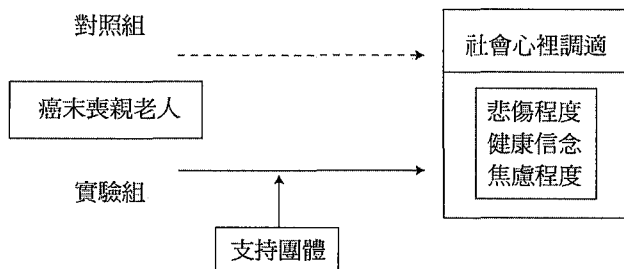 對照組
社會心裡調適
癌末喪親老人
悲傷程度
健康信念
焦慮程度
實驗組
支持團體